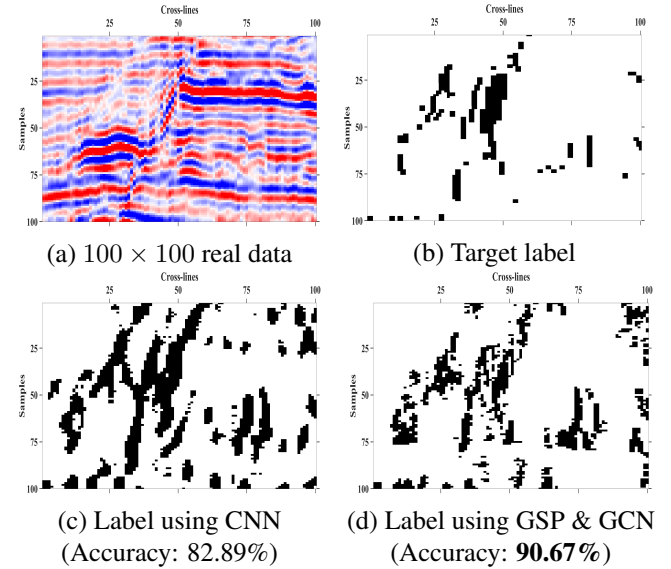 Cross-lines
Cross-lines
25 50 75 100
25 50 75 100
Samples
25
50
75
100
Samples
25
50
75
100
(a) 100 × 100 real data
(b) Target label
Cross-lines
Cross-lines
25 50 75 100
25 50 75 100
Samples
25
50
75
100
Samples
25
50
75
100
(c) Label using CNN
(Accuracy: 82.89%)
(d) Label using GSP & GCN
(Accuracy: 90.67%)